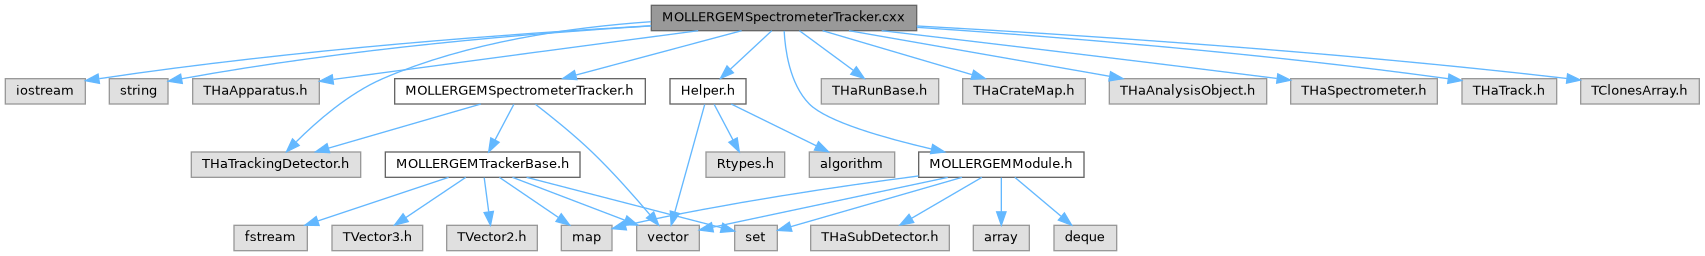 MOLLERGEMSpectrometerTracker.cxx
iostream
string
THaApparatus.h
MOLLERGEMSpectrometerTracker.h
Helper.h
THaRunBase.h
THaCrateMap.h
THaAnalysisObject.h
THaSpectrometer.h
THaTrack.h
TClonesArray.h
THaTrackingDetector.h
MOLLERGEMTrackerBase.h
Rtypes.h
algorithm
MOLLERGEMModule.h
fstream
TVector3.h
TVector2.h
map
vector
set
THaSubDetector.h
array
deque